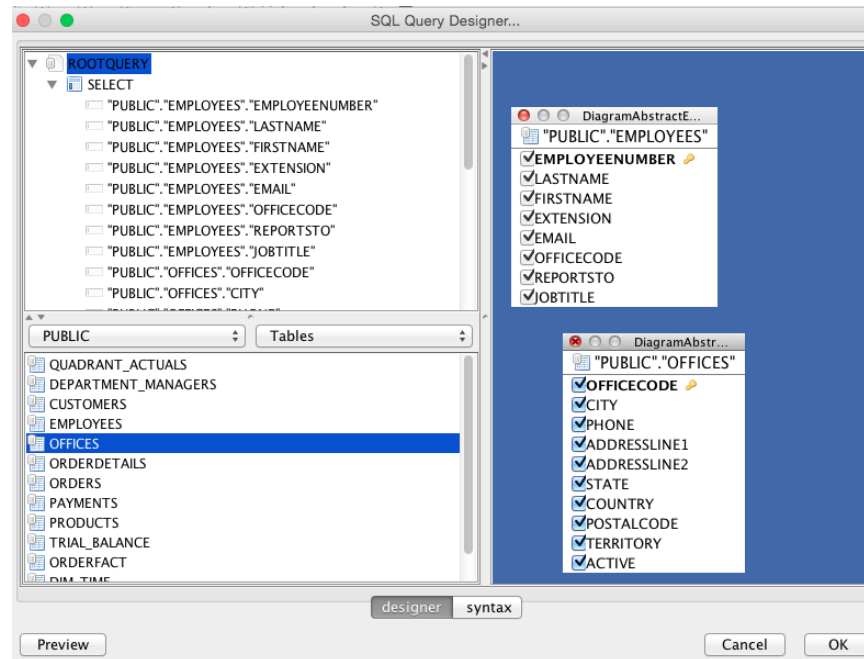 SQL Query Designer...
ROOTQUERY
SELECT
"PUBLIC"."EMPLOYEES"."EMPLOYEENUMBER"
"PUBLIC"."EMPLOYEES"."LASTNAME"
"PUBLIC"."EMPLOYEES"."FIRSTNAME"
"PUBLIC"."EMPLOYEES"."EXTENSION"
"PUBLIC"."EMPLOYEES"."EMAIL"
"PUBLIC"."EMPLOYEES"."OFFICECODE"
"PUBLIC"."EMPLOYEES"."REPORTSTO"
"PUBLIC"."EMPLOYEES"."JOBTITLE"
"PUBLIC"."OFFICES"."OFFICECODE"
"PUBLIC"."OFFICES"."CITY"
PUBLIC
Tables
QUADRANT_ACTUALS
DEPARTMENT_MANAGERS
CUSTOMERS
EMPLOYEES
OFFICES
ORDERDETAILS
ORDERS
PAYMENTS
PRODUCTS
TRIAL_BALANCE
ORDERFACT
DIM_TIME
DiagramAbstractE...
"PUBLIC"."EMPLOYEES"
EMPLOYEENUMBER
LASTNAME
FIRSTNAME
EXTENSION
EMAIL
OFFICECODE
REPORTSTO
JOBTITLE
DiagramAbstr...
"PUBLIC"."OFFICES"
OFFICECODE
CITY
PHONE
ADDRESSLINE1
ADDRESSLINE2
STATE
COUNTRY
POSTALCODE
TERRITORY
ACTIVE
designer
syntax
Preview
Cancel
OK